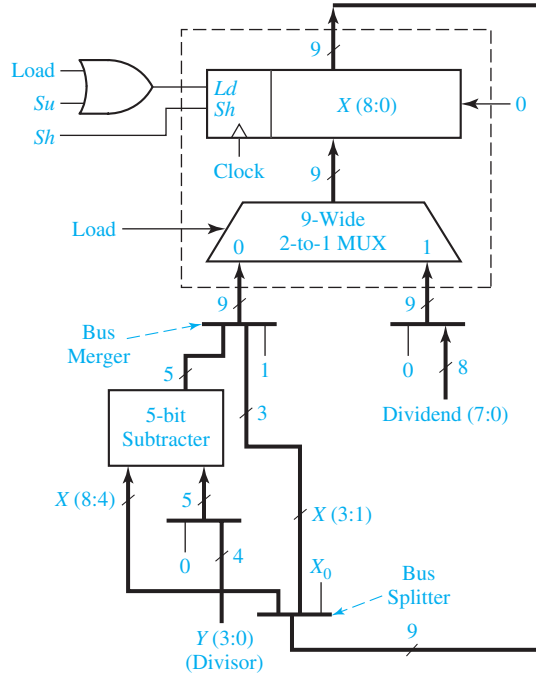 9
Load
Su
Sh
Ld
Sh
X (8:0)
0
Clock
9
Load
9-Wide
2-to-1 MUX
0
1
9
9
Bus
Merger
5
1
0
8
3
Dividend (7:0)
5-bit
Subtracter
X (8:4)
5
X (3:1)
0
4
X₀
Bus
Splitter
Y (3:0)
(Divisor)
9